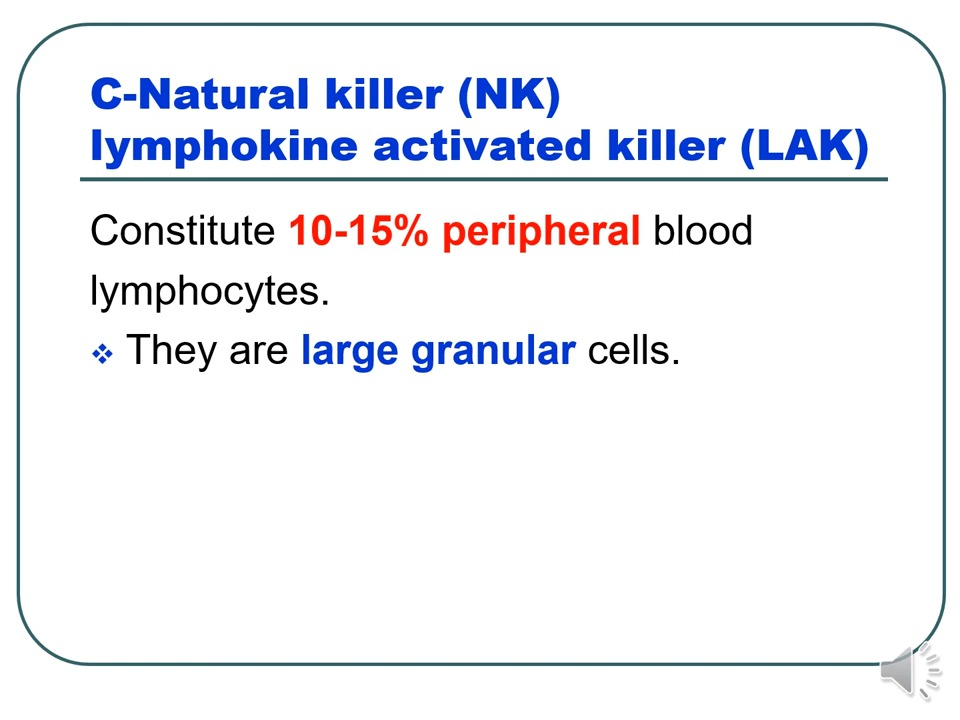 C-Natural killer (NK)
lymphokine activated killer (LAK)
Constitute 10-15% peripheral blood
lymphocytes.
❖ They are large granular cells.